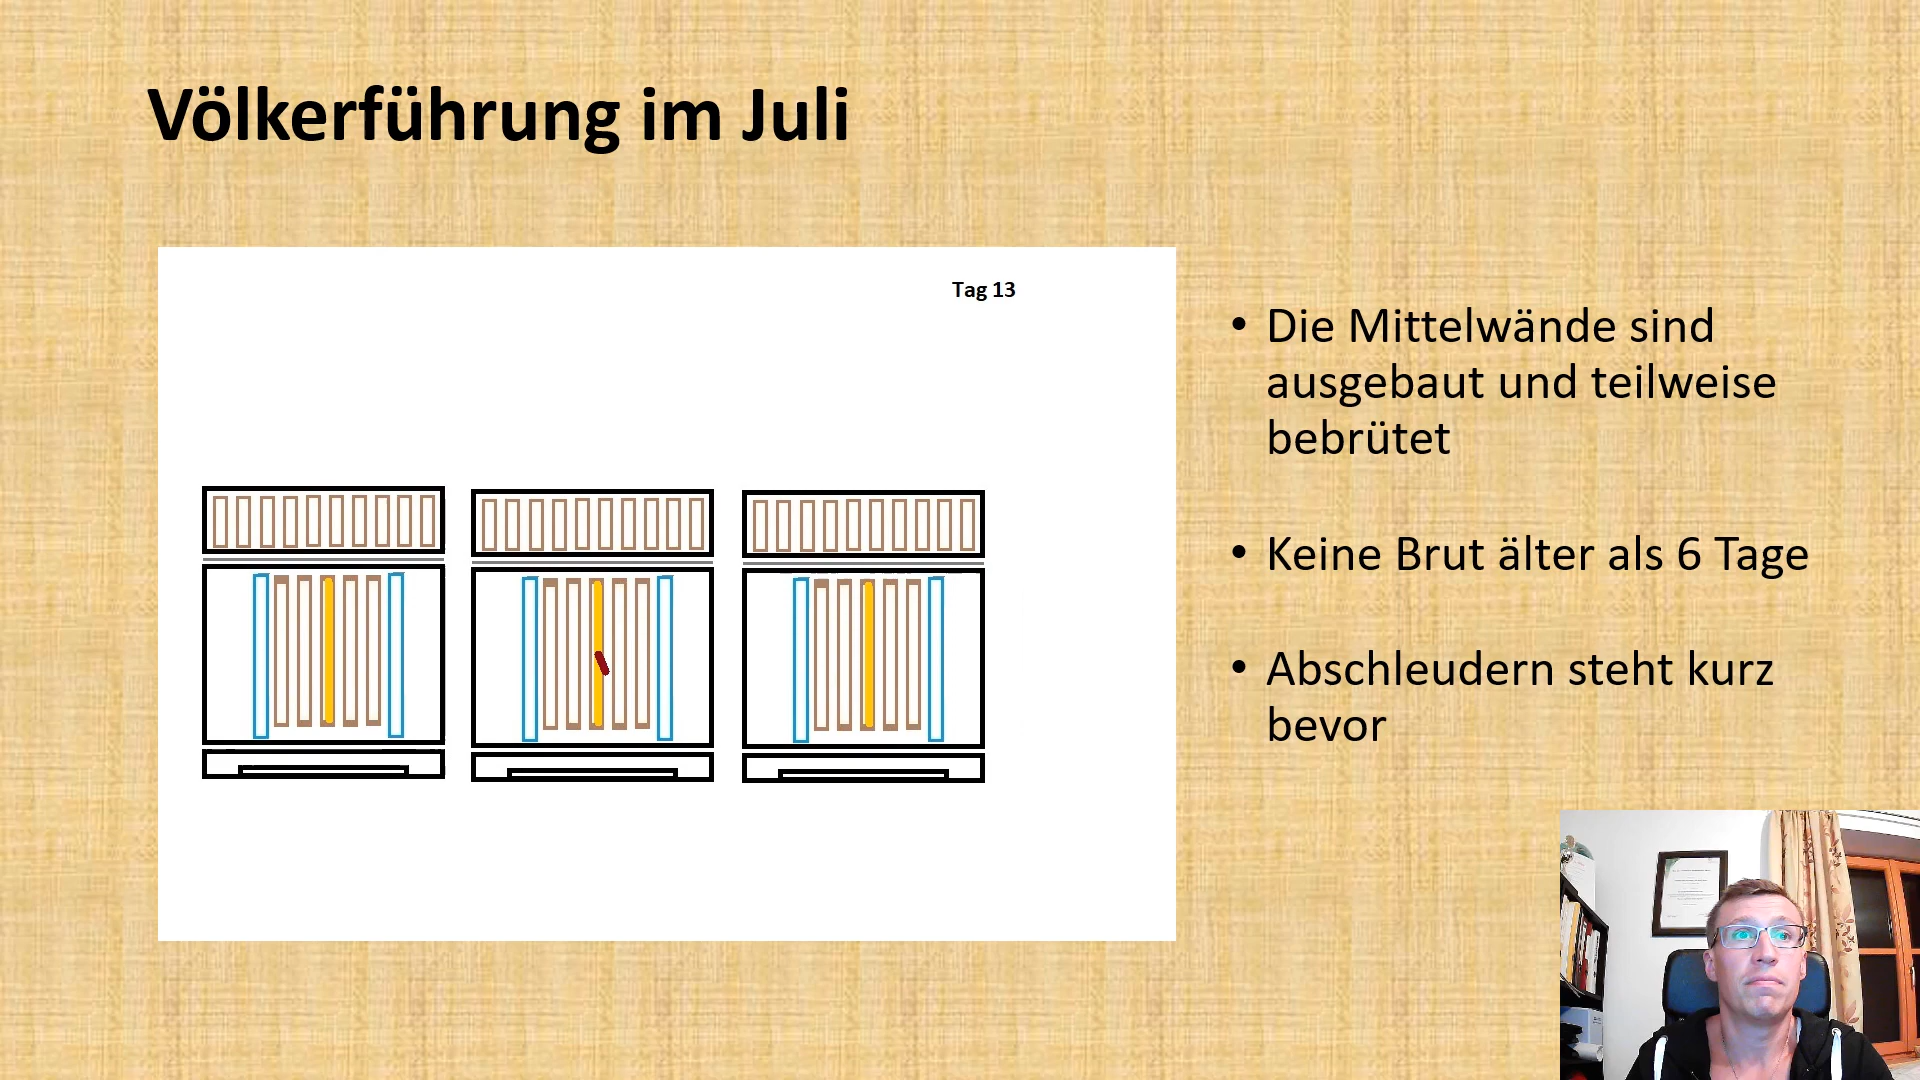 Völkerführung im Juli
Tag 13
• Die Mittelwände sind
ausgebaut und teilweise
bebrütet
• Keine Brut älter als 6 Tage
• Abschleudern steht kurz
bevor